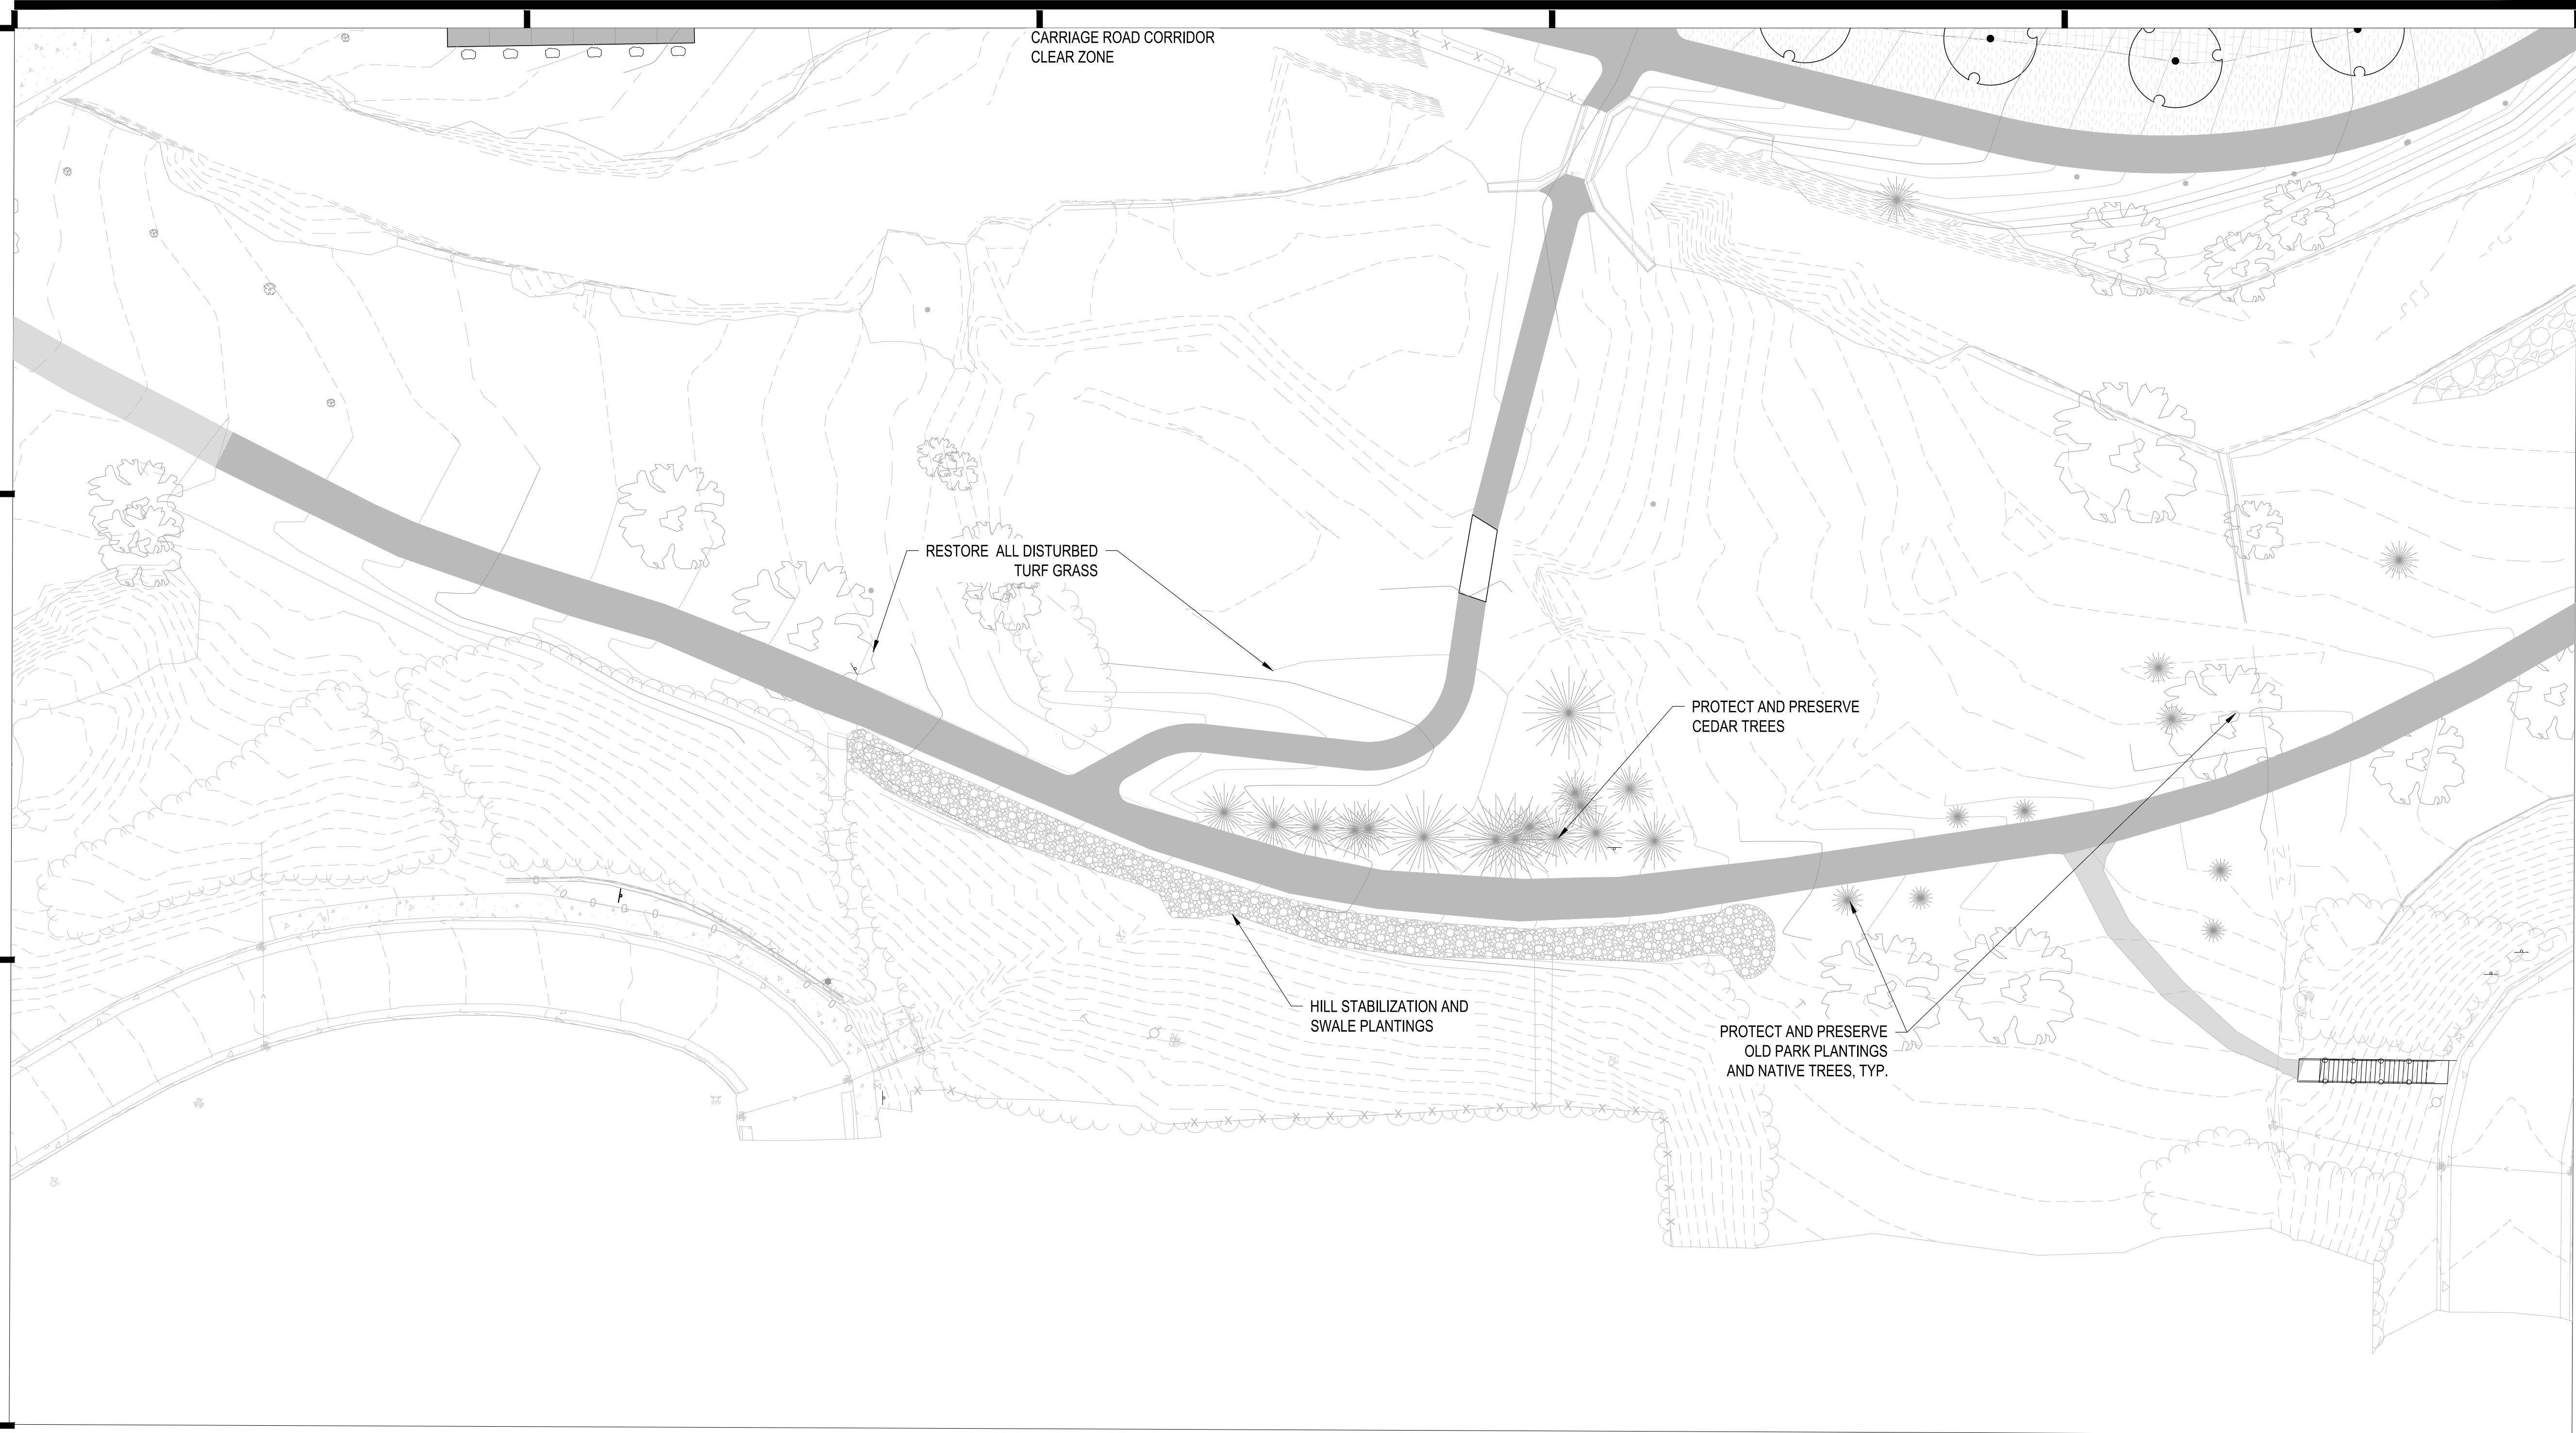 CARRIAGE ROAD CORRIDOR
CLEAR ZONE
RESTORE ALL DISTURBED
TURF GRASS
PROTECT AND PRESERVE
CEDAR TREES
HILL STABILIZATION AND
SWALE PLANTINGS
PROTECT AND PRESERVE
OLD PARK PLANTINGS
AND NATIVE TREES, TYP.